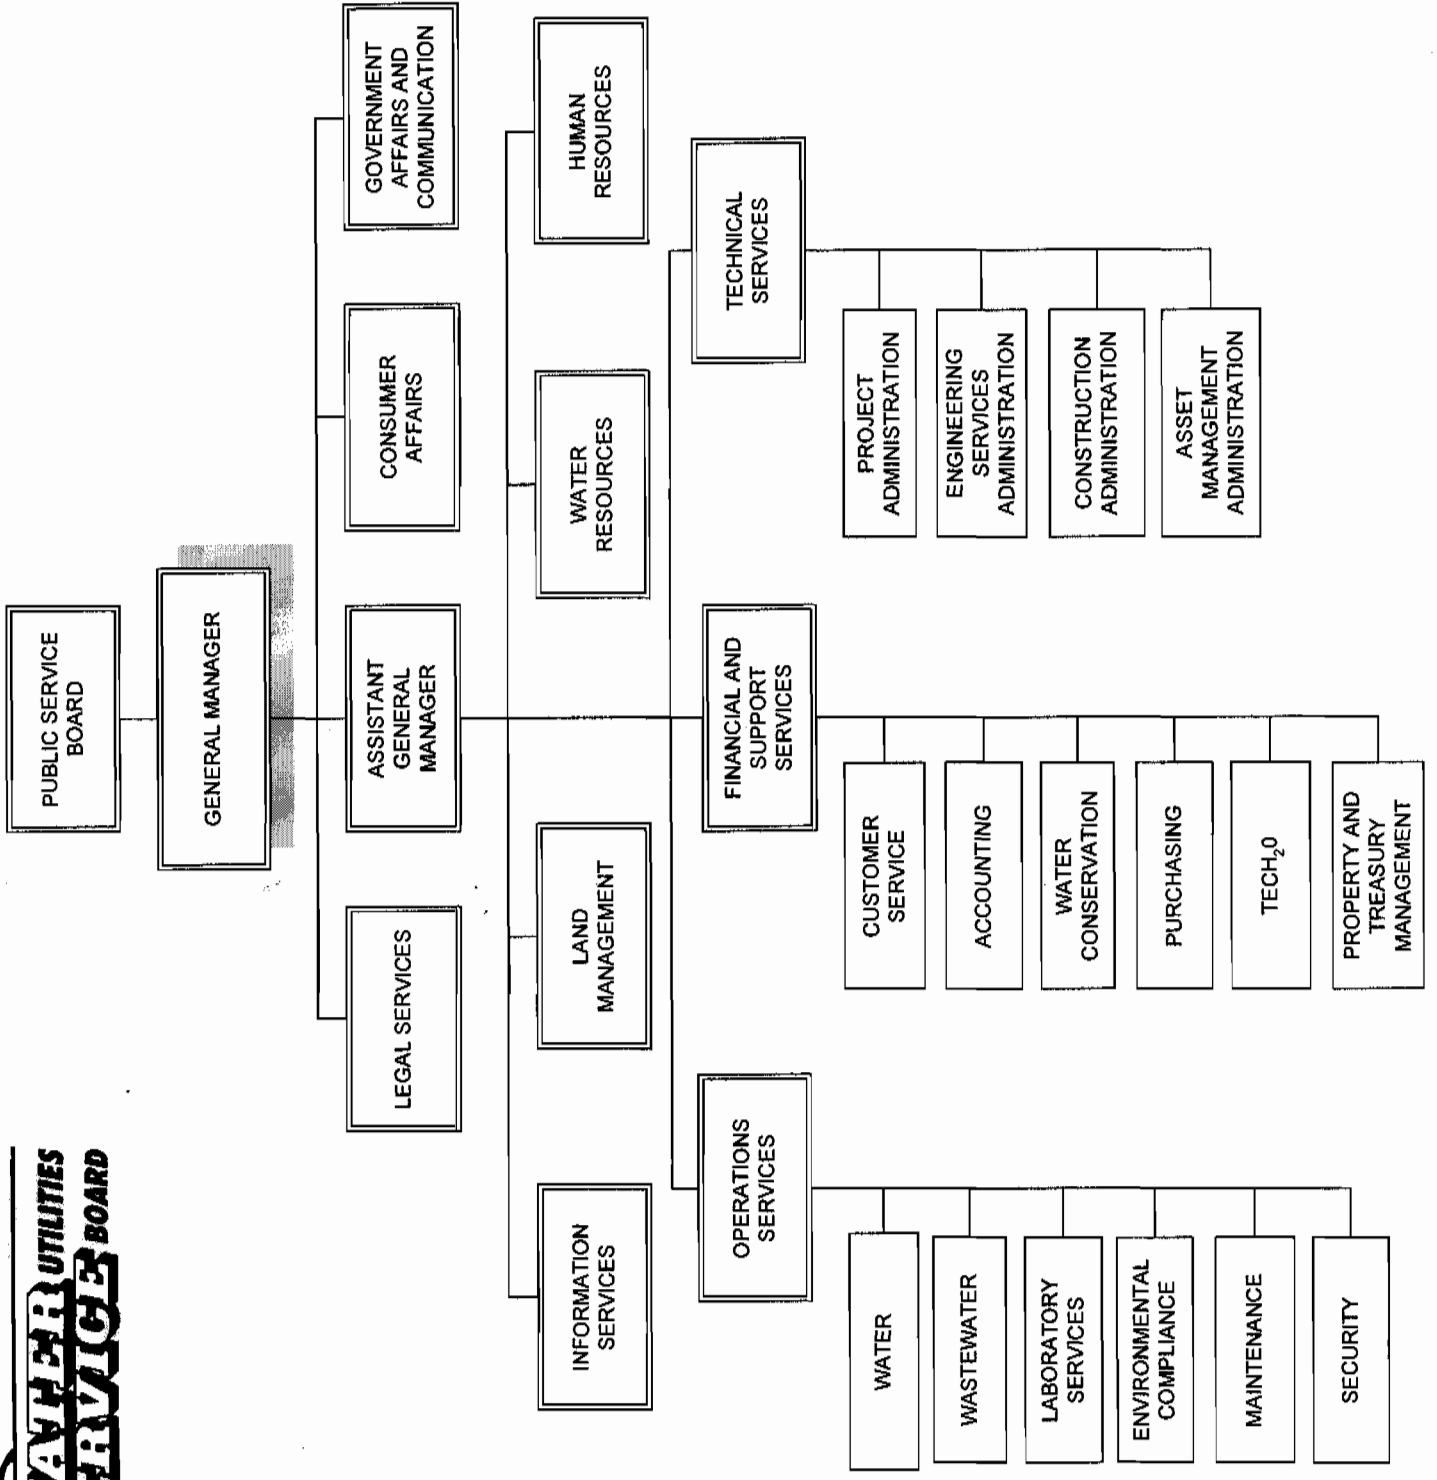 UTILITIES
SERVICE BOARD
PUBLIC SERVICE
BOARD
GENERAL MANAGER
LEGAL SERVICES
ASSISTANT
GENERAL
MANAGER
CONSUMER
AFFAIRS
GOVERNMENT
AFFAIRS AND
COMMUNICATION
INFORMATION
SERVICES
LAND
MANAGEMENT
WATER
RESOURCES
HUMAN
RESOURCES
OPERATIONS
SERVICES
FINANCIAL AND
SUPPORT
SERVICES
TECHNICAL
SERVICES
WATER
WASTEWATER
LABORATORY
SERVICES
ENVIRONMENTAL
COMPLIANCE
MAINTENANCE
SECURITY
CUSTOMER
SERVICE
ACCOUNTING
WATER
CONSERVATION
PURCHASING
TECH₂0
PROPERTY AND
TREASURY
MANAGEMENT
PROJECT
ADMINISTRATION
ENGINEERING
SERVICES
ADMINISTRATION
CONSTRUCTION
ADMINISTRATION
ASSET
MANAGEMENT
ADMINISTRATION